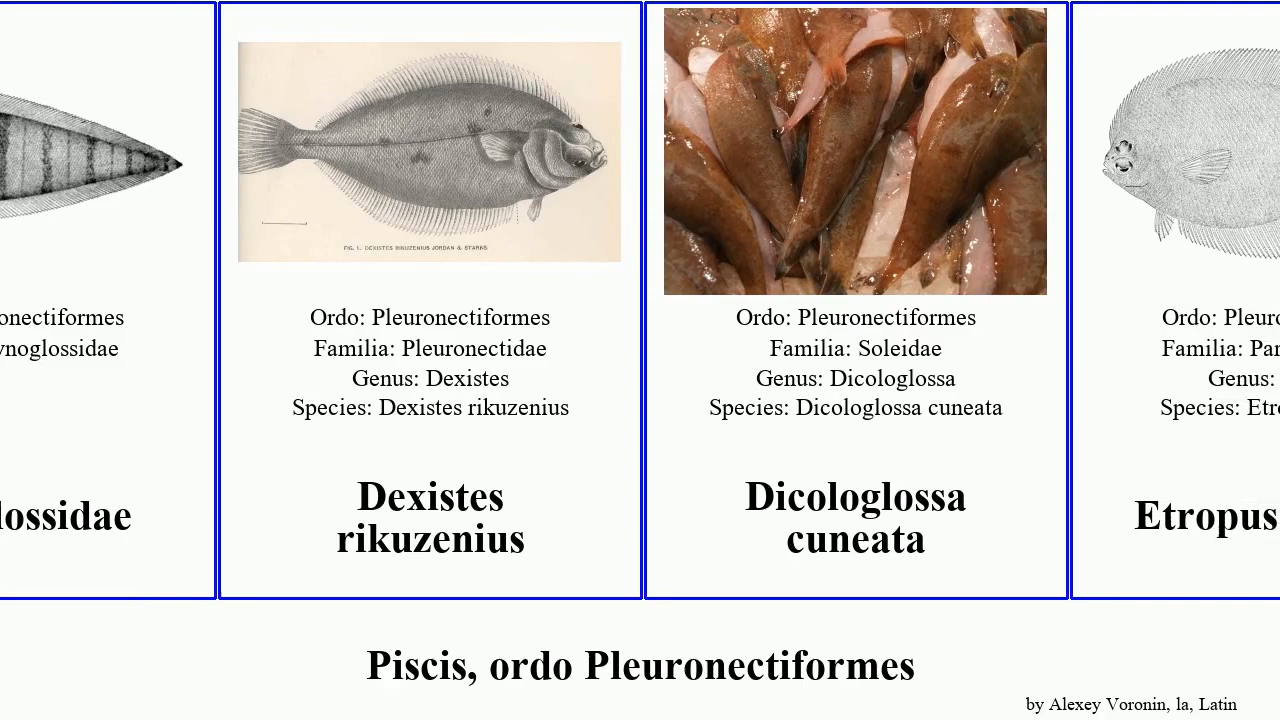 onectiformes
ynoglossidae
lossidae
FIG. 1. DEXISTES RIKUZENIUS JORDAN & STARKS
Ordo: Pleuronectiformes
Familia: Pleuronectidae
Genus: Dexistes
Species: Dexistes rikuzenius
Dexistes
rikuzenius
Ordo: Pleuronectiformes
Familia: Soleidae
Genus: Dicologlossa
Species: Dicologlossa cuneata
Dicologlossa
cuneata
Ordo: Pleuro
Familia: Par
Genus:
Species: Etro
Etropus
Piscis, ordo Pleuronectiformes
by Alexey Voronin, la, Latin